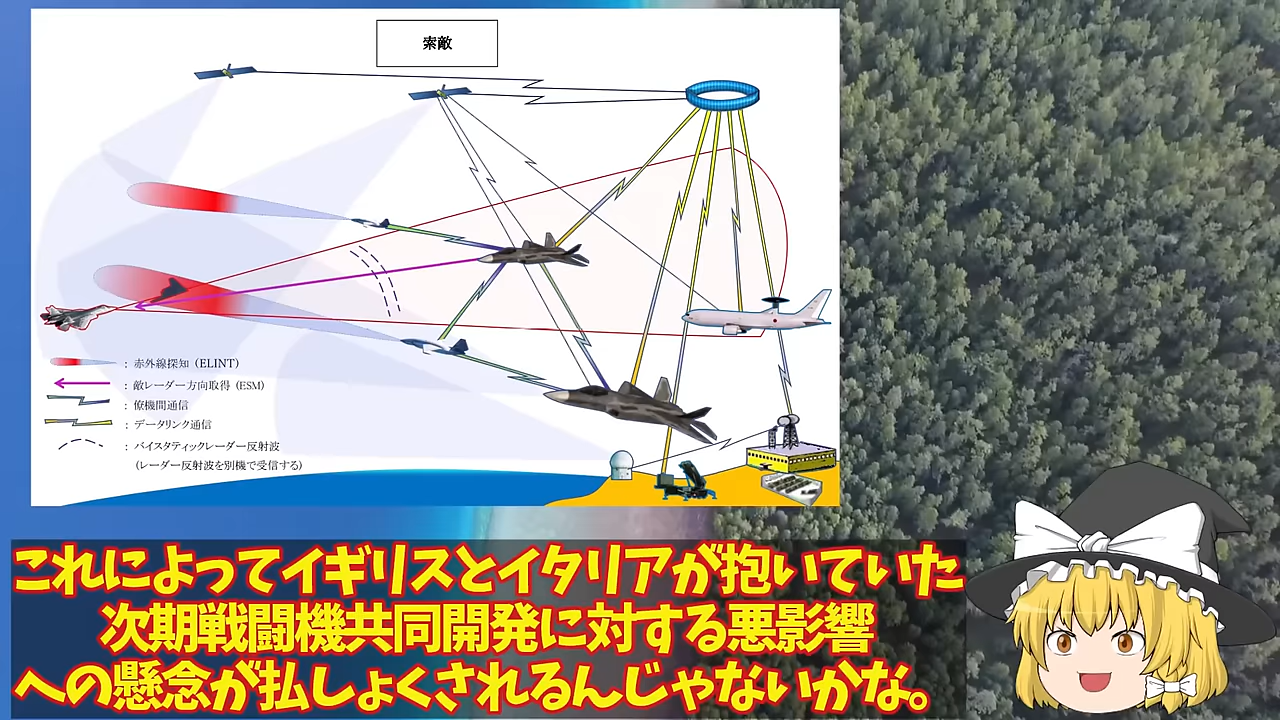 索敵
：赤外線探知（ELINT）
：敵レーダー方向取得（ESM）
：僚機間通信
：データリンク通信
：バイスタティックレーダー反射波
（レーダー反射波を別機で受信する）
これによってイギリスとイタリアが抱いていた
次期戦闘機共同開発に対する悪影響
への懸念が払しょくされるんじゃないかな。